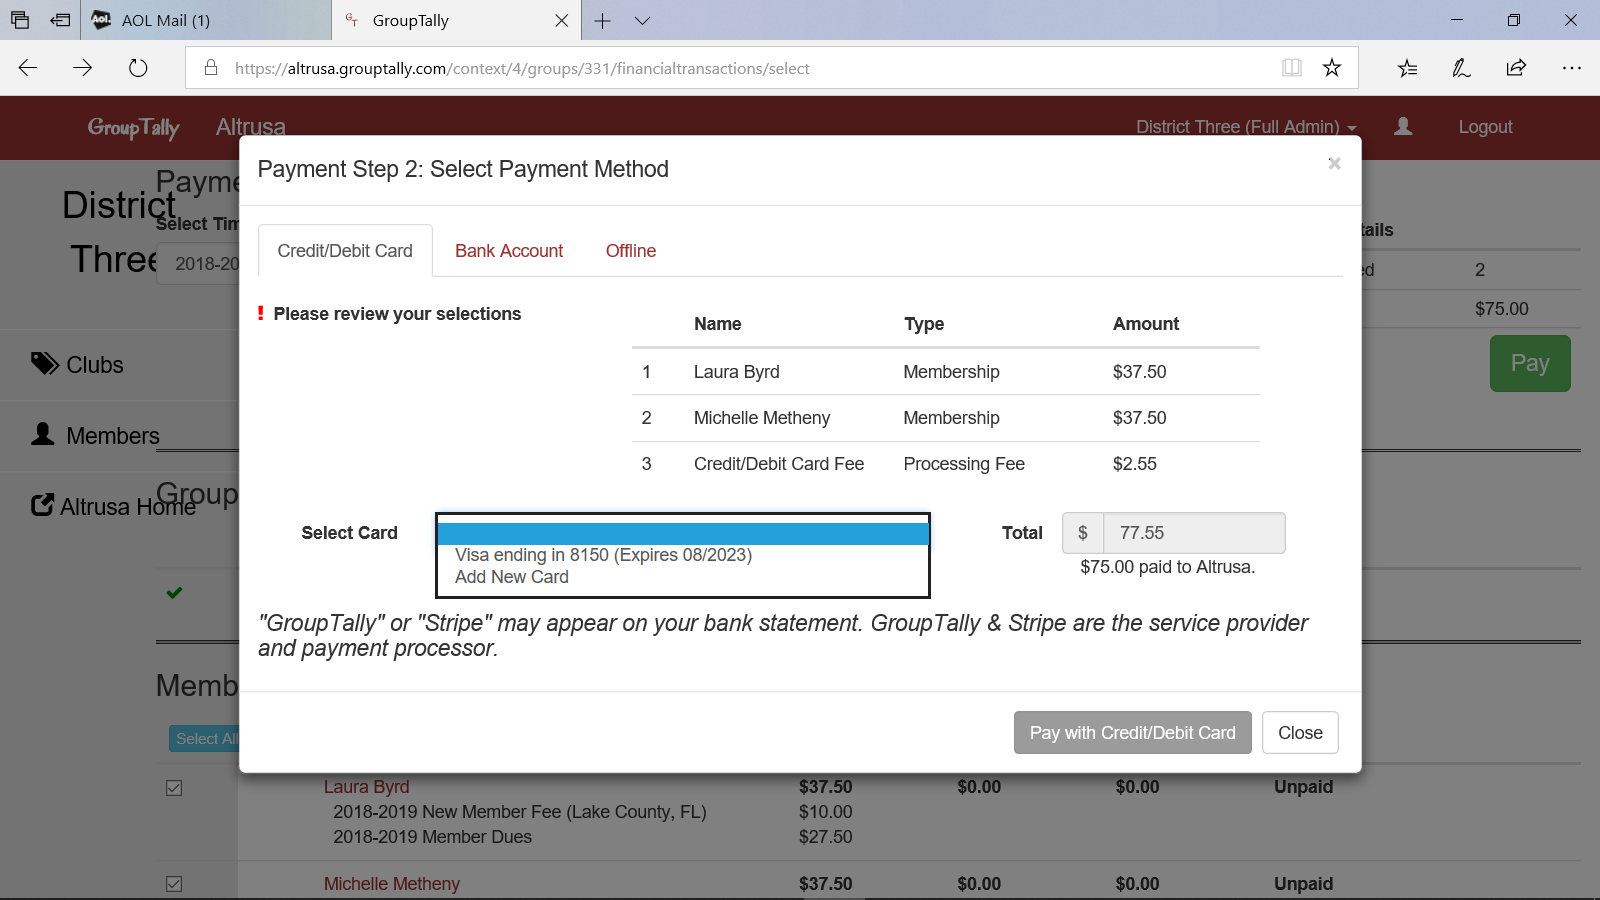 AOL Mail (1)
GroupTally
https://altrusa.grouptally.com/context/4/groups/331/financialtransactions/select
GroupTally
Altrusa
District Three (Full Admin)
Logout
District
Three
Clubs
Members
Altrusa Home
Payme
Select Tim
2018-20
tails
ed
2
$75.00
Pay
Group
Memb
Select All
Payment Step 2: Select Payment Method
×
Credit/Debit Card
Bank Account
Offline
! Please review your selections
Name Type Amount
1 Laura Byrd Membership $37.50
2 Michelle Metheny Membership $37.50
3 Credit/Debit Card Fee Processing Fee $2.55
Select Card
Visa ending in 8150 (Expires 08/2023)
Add New Card
Total $ 77.55
$75.00 paid to Altrusa.
"GroupTally" or "Stripe" may appear on your bank statement. GroupTally & Stripe are the service provider
and payment processor.
Pay with Credit/Debit Card
Close
Laura Byrd $37.50 $0.00 $0.00 Unpaid
2018-2019 New Member Fee (Lake County, FL) $10.00
2018-2019 Member Dues $27.50
Michelle Metheny $37.50 $0.00 $0.00 Unpaid